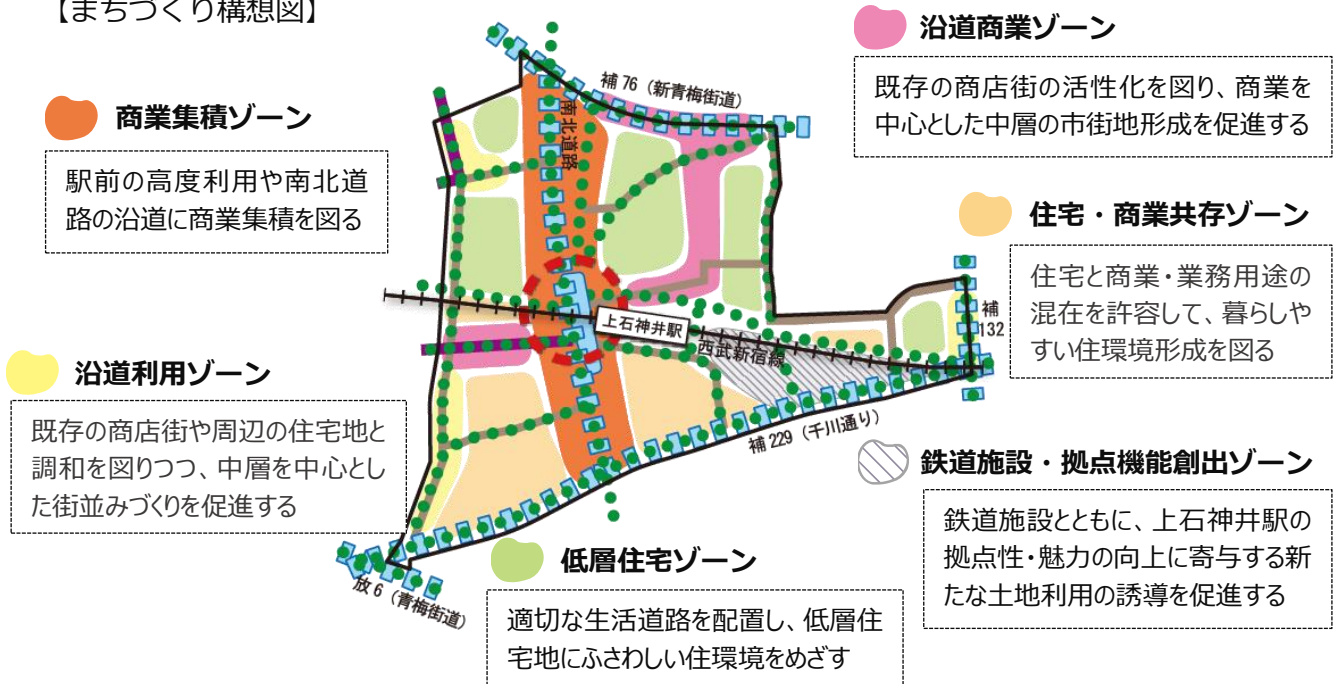 【まちづくり構想図】
沿道商業ゾーン
既存の商店街の活性化を図り、商業を
中心とした中層の市街地形成を促進する
商業集積ゾーン
駅前の高度利用や南北道
路の沿道に商業集積を図る
補76（新青梅街道）
南北道路
住宅・商業共存ゾーン
住宅と商業・業務用途の
混在を許容して、暮らしや
すい住環境形成を図る
補
132
上石神井駅
西武新宿線
沿道利用ゾーン
既存の商店街や周辺の住宅地と
調和を図りつつ、中層を中心とし
た街並みづくりを促進する
補229（千川通り）
鉄道施設・拠点機能創出ゾーン
鉄道施設とともに、上石神井駅の
拠点性・魅力の向上に寄与する新
たな土地利用の誘導を促進する
放6（青梅街道）
低層住宅ゾーン
適切な生活道路を配置し、低層住
宅地にふさわしい住環境をめざす